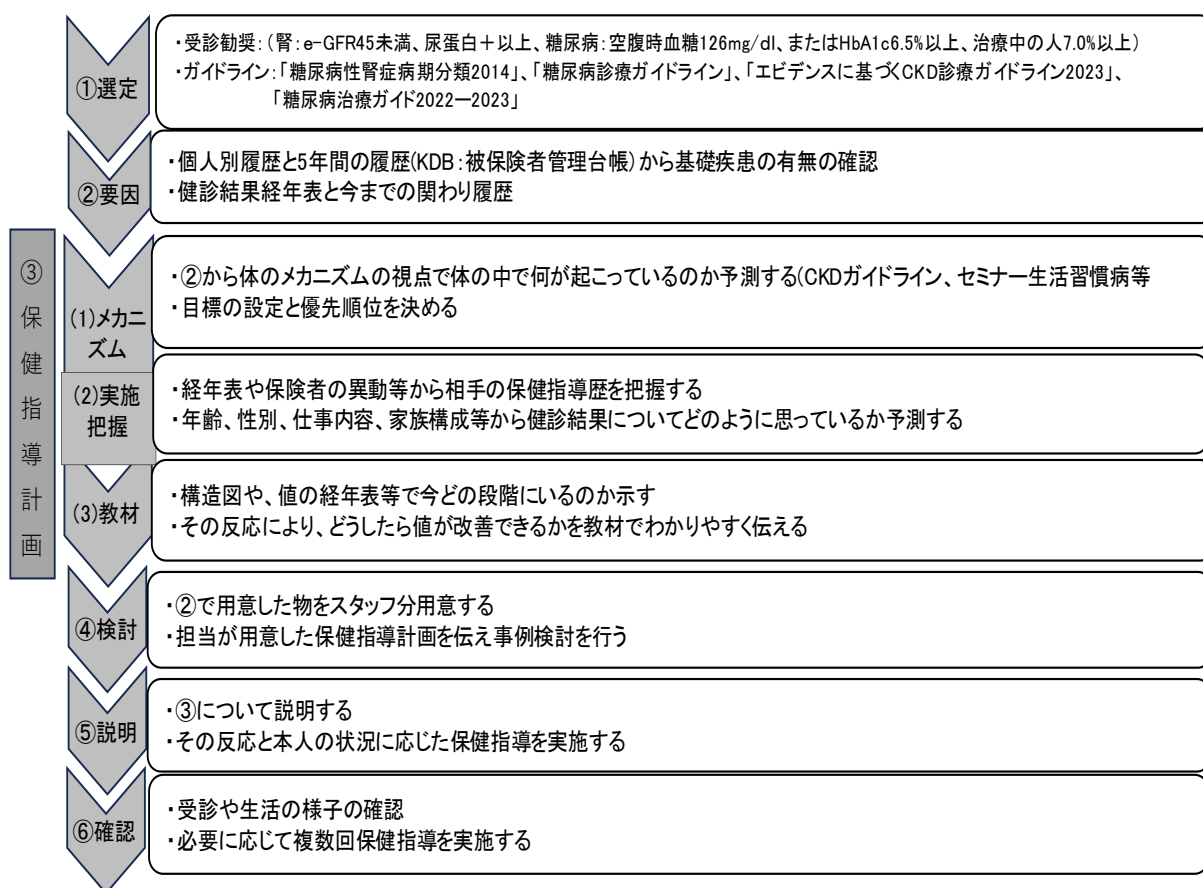 ①選定
・受診勧奨：（腎：e-GFR45未満、尿蛋白＋以上、糖尿病：空腹時血糖126mg/dl、またはHbA1c6.5%以上、治療中の人7.0%以上）
・ガイドライン：「糖尿病性腎症病期分類2014」、「糖尿病診療ガイドライン」、「エビデンスに基づくCKD診療ガイドライン2023」、
「糖尿病治療ガイド2022ー2023」
②要因
・個人別履歴と5年間の履歴(KDB：被保険者管理台帳）から基礎疾患の有無の確認
・健診結果経年表と今までの関わり履歴
③保健指導計画
(1)メカニ
ズム
・②から体のメカニズムの視点で体の中で何が起こっているのか予測する（CKDガイドライン、セミナー生活習慣病等
・目標の設定と優先順位を決める
(2)実施
把握
・経年表や保険者の異動等から相手の保健指導歴を把握する
・年齢、性別、仕事内容、家族構成等から健診結果についてどのように思っているか予測する
(3)教材
・構造図や、値の経年表等で今どの段階にいるのか示す
・その反応により、どうしたら値が改善できるかを教材でわかりやすく伝える
④検討
・②で用意した物をスタッフ分用意する
・担当が用意した保健指導計画を伝え事例検討を行う
⑤説明
・③について説明する
・その反応と本人の状況に応じた保健指導を実施する
⑥確認
・受診や生活の様子の確認
・必要に応じて複数回保健指導を実施する